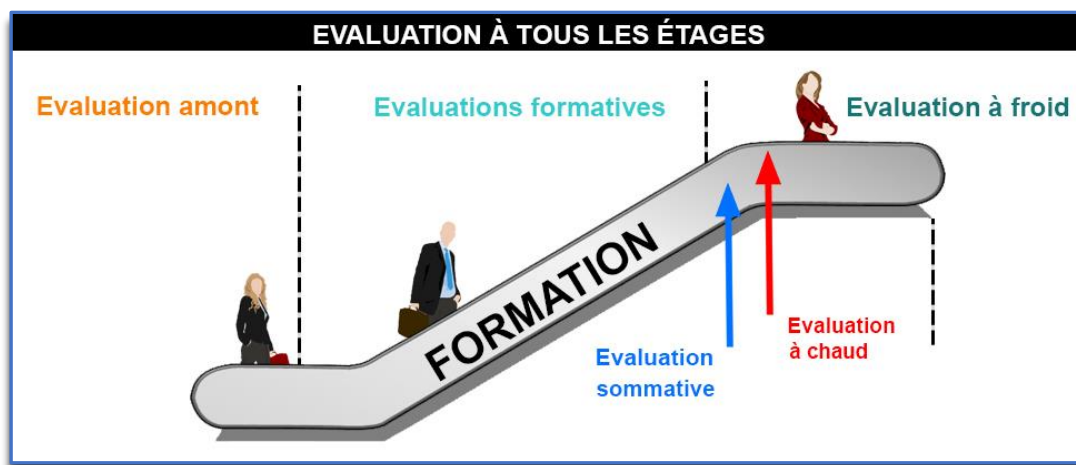 EVALUATION À TOUS LES ÉTAGES
Evaluation amont
Evaluations formatives
Evaluation à froid
FORMATION
Evaluation
sommative
Evaluation
à chaud